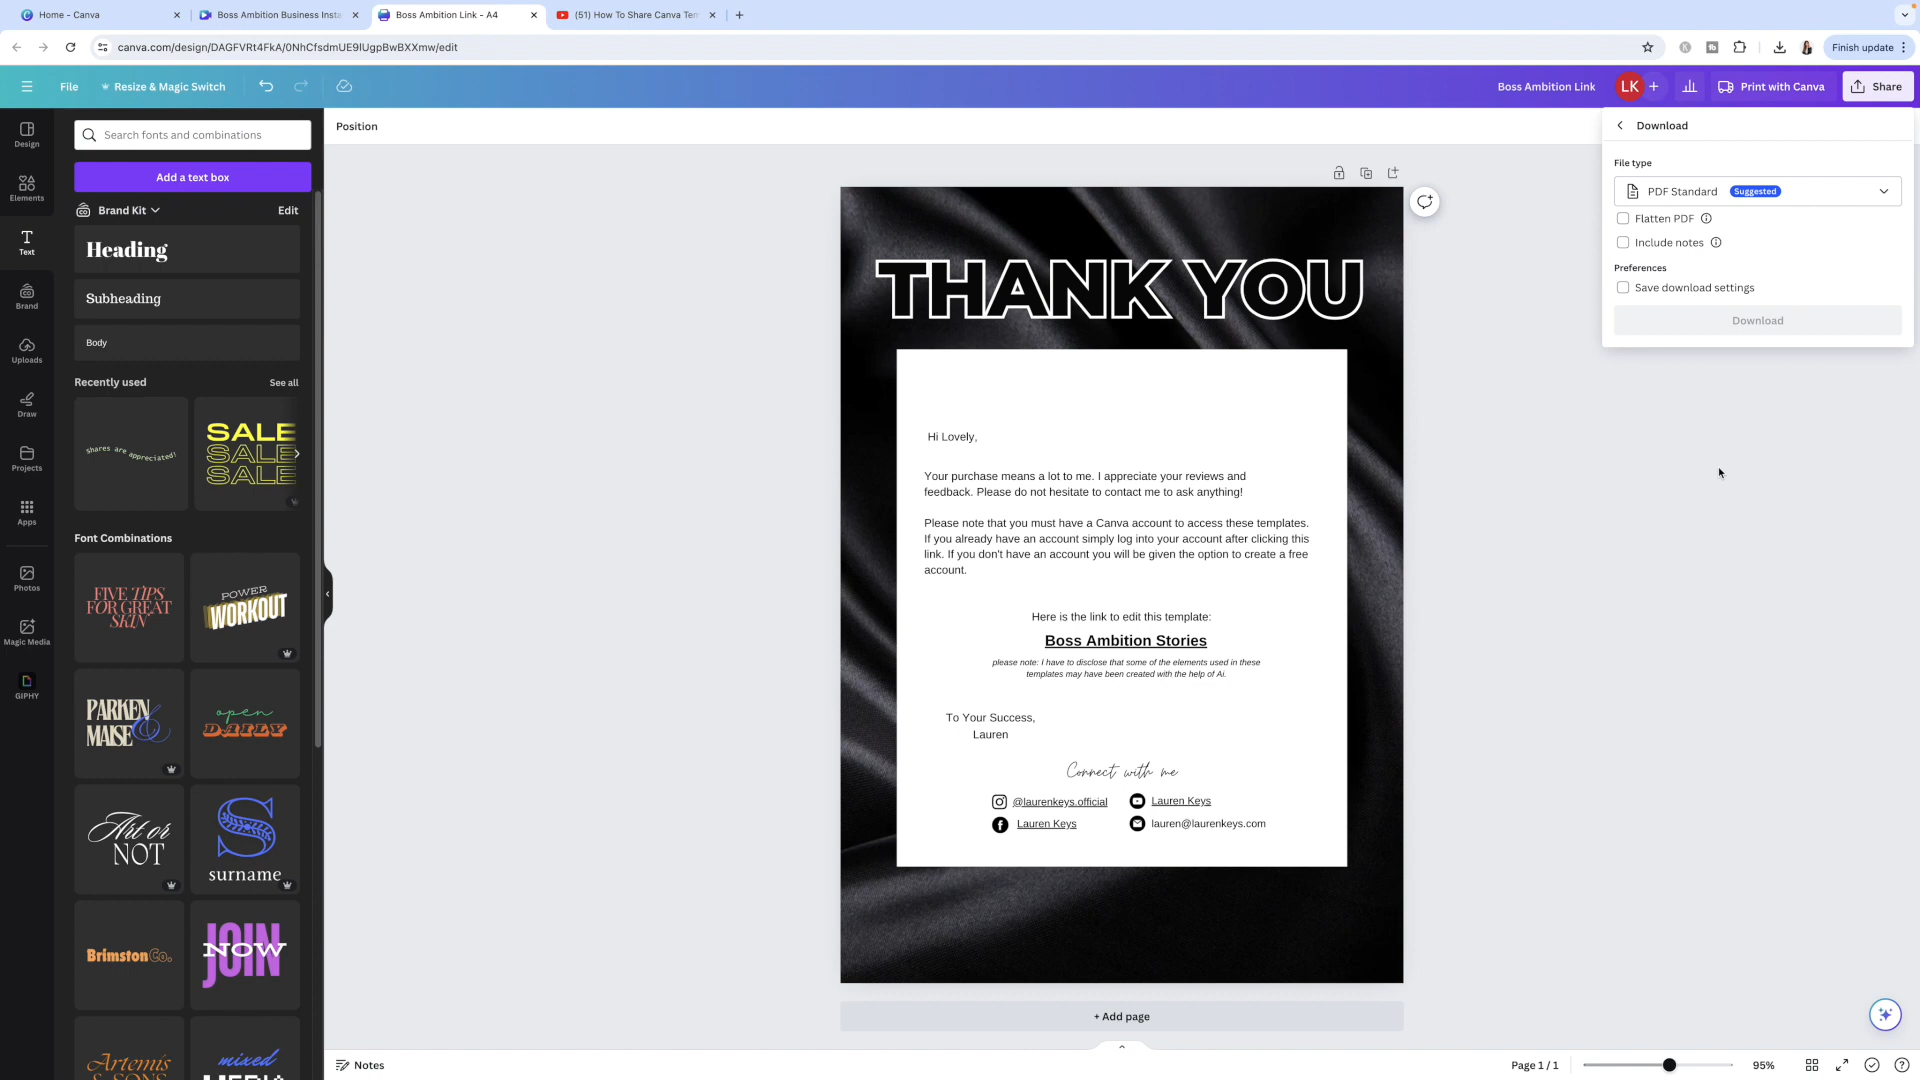 Home - Canva
Boss Ambition Business Insta
Boss Ambition Link - A4
(51) How To Share Canva Tem
canva.com/design/DAGFVRt4FkA/0NhCfsdmUE9lUgpBwBXXmw/edit
Finish update
File
Resize & Magic Switch
Boss Ambition Link
LK
Print with Canva
Share
Design
Elements
Text
Brand
Uploads
Draw
Projects
Apps
Photos
Magic Media
GIPHY
Search fonts and combinations
Add a text box
Brand Kit
Edit
Heading
Subheading
Body
Recently used
See all
Shares are appreciated!
SALE
SALE
SALE
Font Combinations
FIVE TIPS
FOR GREAT
SKIN
POWER
WORKOUT
PARKEN
&
MAISE
open
DAILY
Art or
NOT
S
surname
Brimston Co.
JOIN
NOW
Artemis
& SONS
mixed
MEDIA
Position
THANK YOU
Hi Lovely,
Your purchase means a lot to me. I appreciate your reviews and
feedback. Please do not hesitate to contact me to ask anything!
Please note that you must have a Canva account to access these templates.
If you already have an account simply log into your account after clicking this
link. If you don't have an account you will be given the option to create a free
account.
Here is the link to edit this template:
Boss Ambition Stories
please note: I have to disclose that some of the elements used in these
templates may have been created with the help of Ai.
To Your Success,
Lauren
Connect with me
@laurenkeys.official
Lauren Keys
Lauren Keys
lauren@laurenkeys.com
+ Add page
Download
File type
PDF Standard
Suggested
Flatten PDF
Include notes
Preferences
Save download settings
Download
Notes
Page 1 / 1
95%